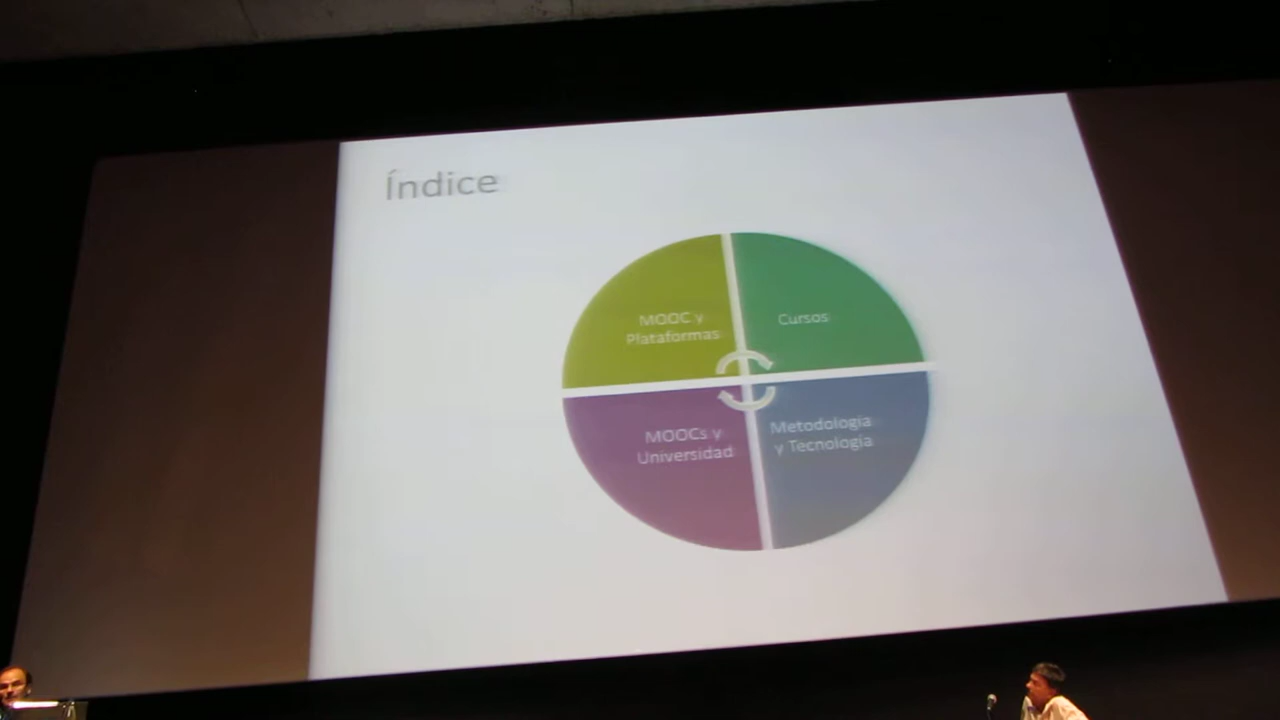 Índice
MOOC y
Plataformas
Cursos
MOOCs y
Universidad
Metodología
y Tecnología